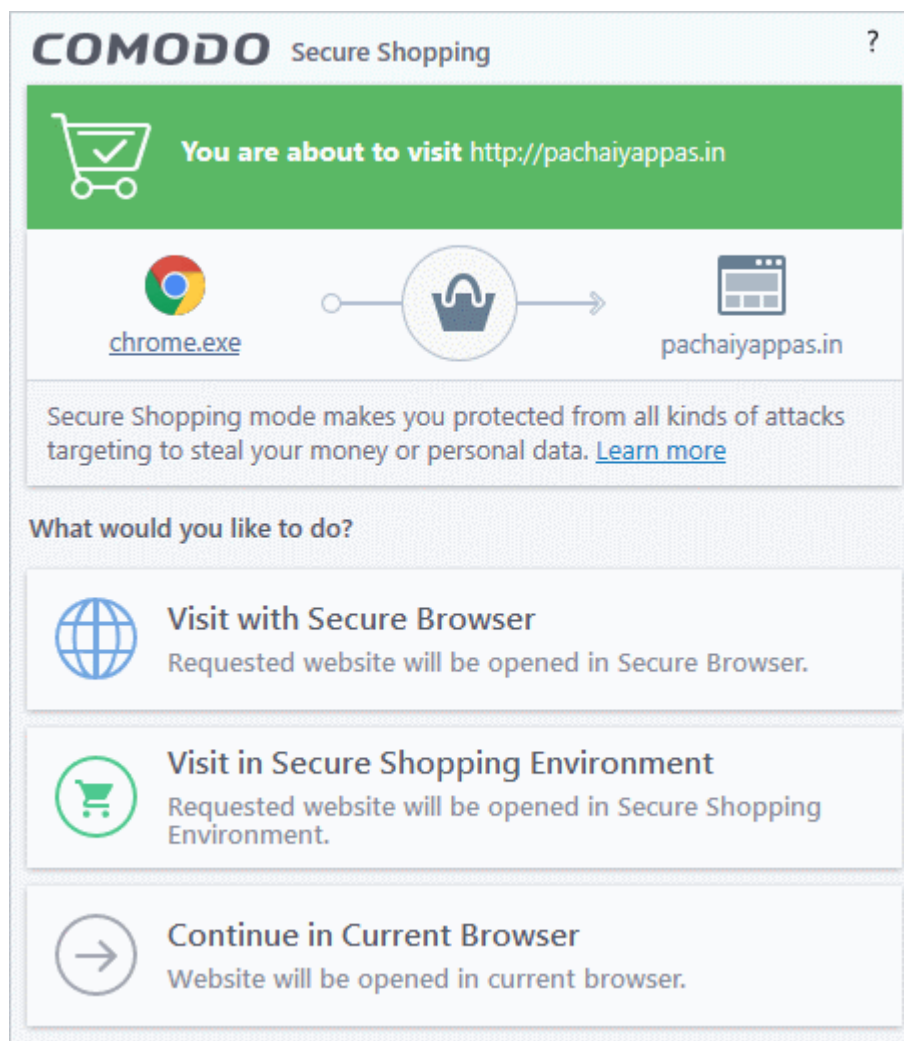 COMODO Secure Shopping ?
You are about to visit http://pachaiyappas.in
chrome.exe
pachaiyappas.in
Secure Shopping mode makes you protected from all kinds of attacks
targeting to steal your money or personal data. Learn more
What would you like to do?
Visit with Secure Browser
Requested website will be opened in Secure Browser.
Visit in Secure Shopping Environment
Requested website will be opened in Secure Shopping
Environment.
Continue in Current Browser
Website will be opened in current browser.